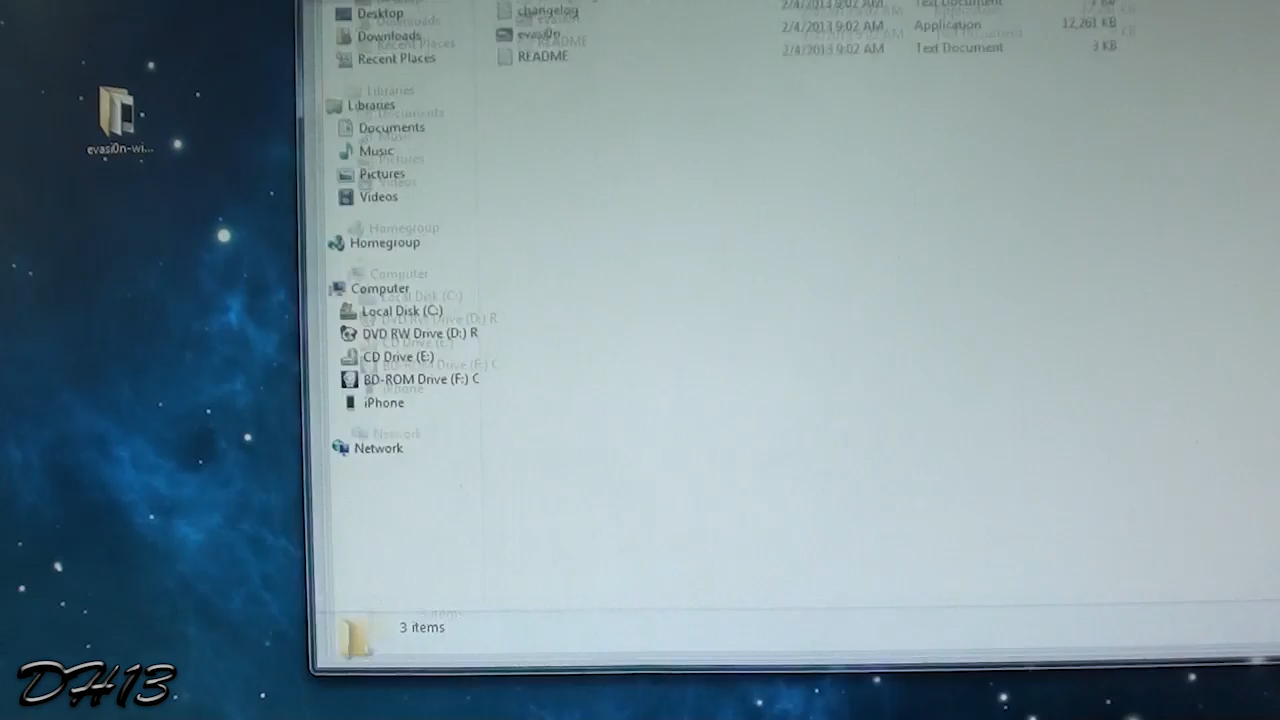 Desktop
Downloads
Recent Places
Libraries
Documents
Music
Pictures
Videos
Homegroup
Computer
Local Disk (C:)
DVD RW Drive (D:) R
CD Drive (E:)
BD-ROM Drive (F:) C
iPhone
Network
changelog 2/4/2013 9:02 AM Text Document
evasi0n 2/4/2013 9:02 AM Application 12,261 KB
README 2/4/2013 9:02 AM Text Document 3 KB
evasi0n-wi...
3 items
DH13